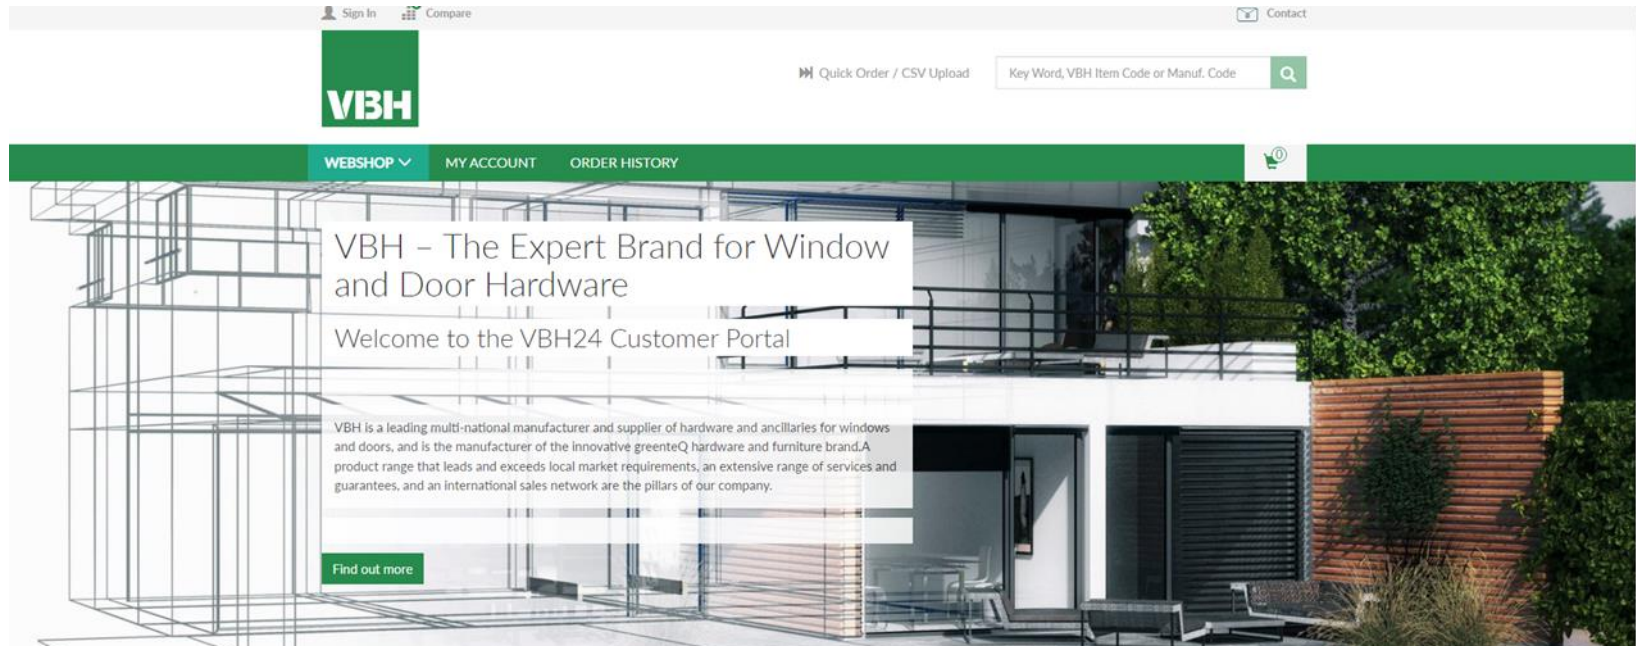 Sign In
Compare
Contact
VBH
Quick Order / CSV Upload
Key Word, VBH Item Code or Manuf. Code
WEBSHOP
MY ACCOUNT
ORDER HISTORY
0
VBH – The Expert Brand for Window
and Door Hardware
Welcome to the VBH24 Customer Portal
VBH is a leading multi-national manufacturer and supplier of hardware and ancillaries for windows
and doors, and is the manufacturer of the innovative greenteQ hardware and furniture brand.A
product range that leads and exceeds local market requirements, an extensive range of services and
guarantees, and an international sales network are the pillars of our company.
Find out more